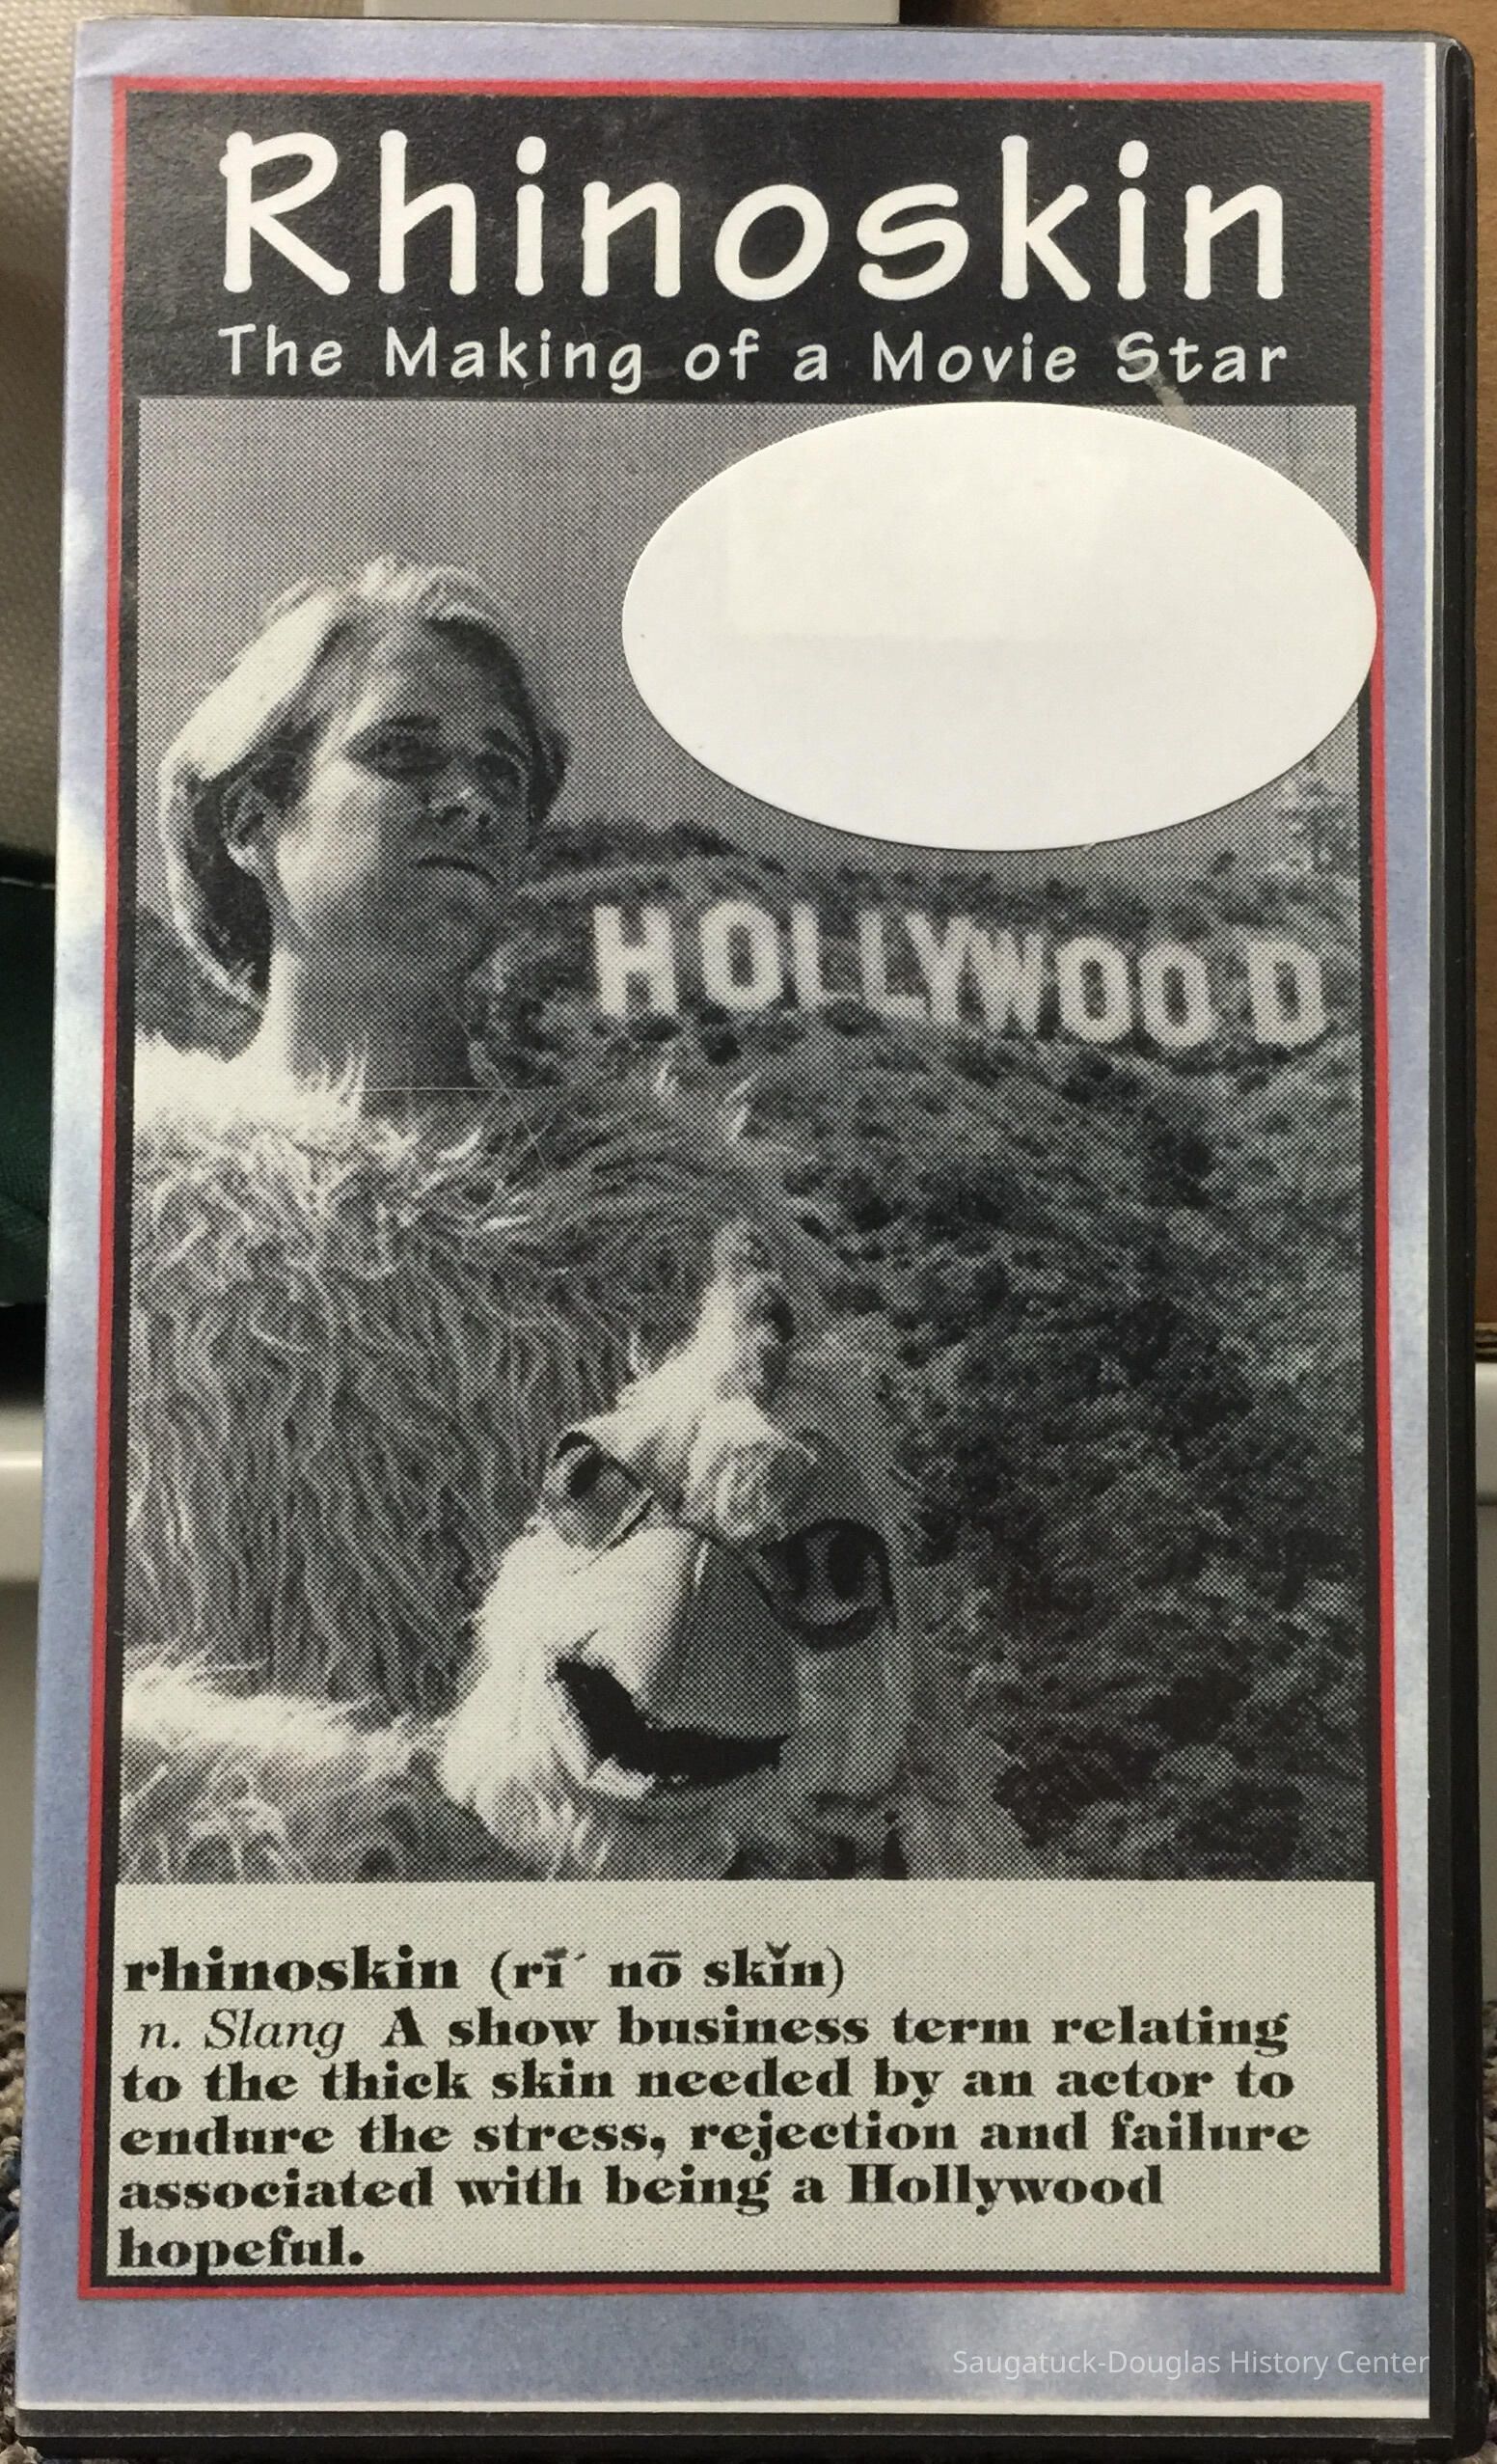 Rhinoskin
The Making of a Movie Star
HOLLYWOOD
rhinoskin (rī´ nō skĭn)
n. Slang A show business term relating
to the thick skin needed by an actor to
endure the stress, rejection and failure
associated with being a Hollywood
hopeful.
Saugatuck-Douglas History Center